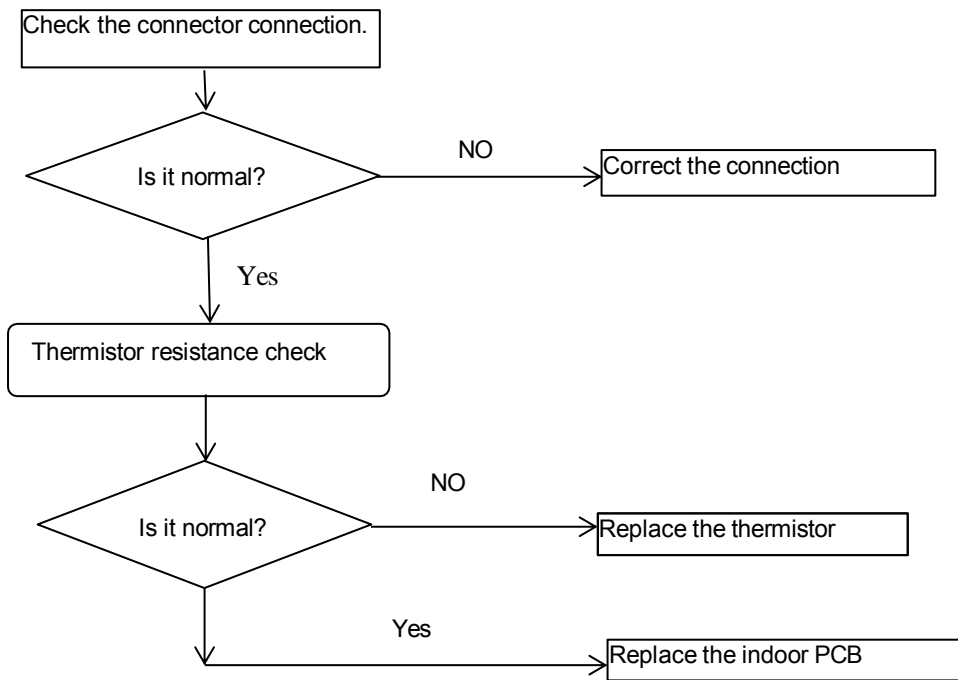 Check the connector connection.
NO
Is it normal?
Correct the connection
Yes
Thermistor resistance check
NO
Is it normal?
Replace the thermistor
Yes
Replace the indoor PCB